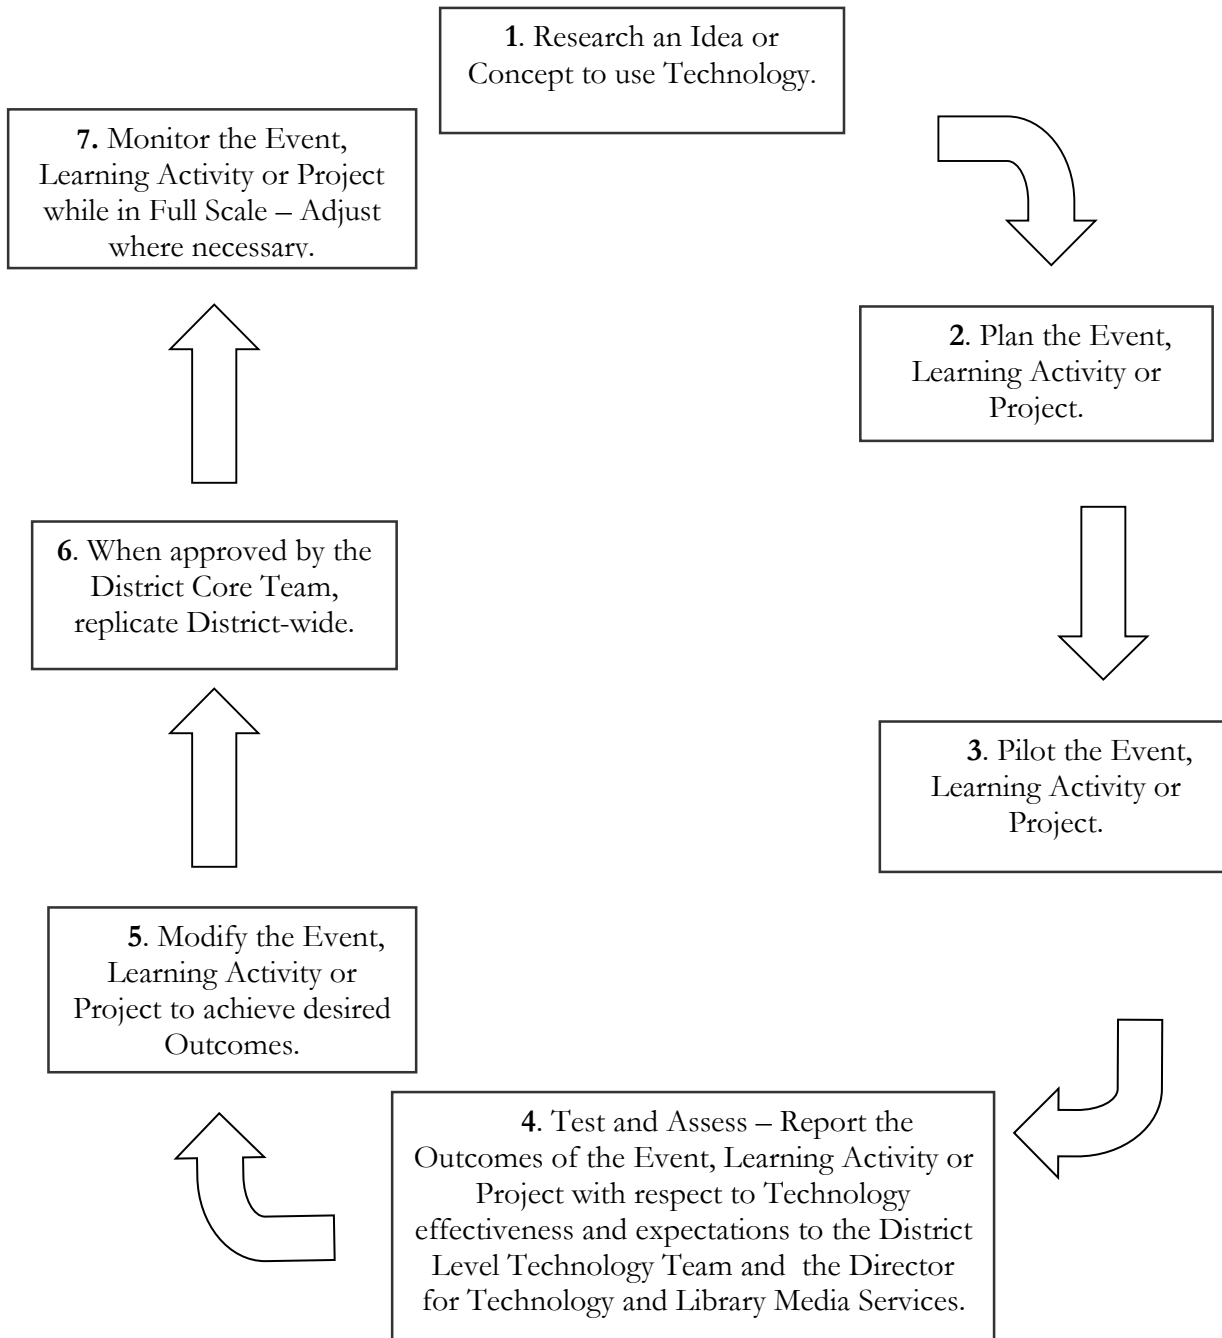 1. Research an Idea or
Concept to use Technology.
2. Plan the Event,
Learning Activity or
Project.
3. Pilot the Event,
Learning Activity or
Project.
4. Test and Assess – Report the
Outcomes of the Event, Learning Activity or
Project with respect to Technology
effectiveness and expectations to the District
Level Technology Team and the Director
for Technology and Library Media Services.
5. Modify the Event,
Learning Activity or
Project to achieve desired
Outcomes.
6. When approved by the
District Core Team,
replicate District-wide.
7. Monitor the Event,
Learning Activity or Project
while in Full Scale – Adjust
where necessary.